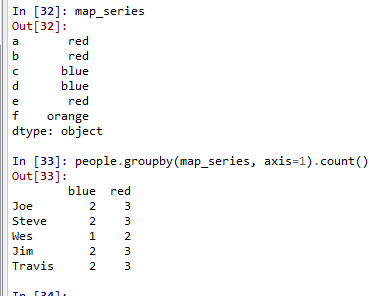 In [32]: map_series
Out[32]:
a red
b red
c blue
d blue
e red
f orange
dtype: object
In [33]: people.groupby(map_series, axis=1).count()
Out[33]:
blue red
Joe 2 3
Steve 2 3
Wes 1 2
Jim 2 3
Travis 2 3
In [34]: